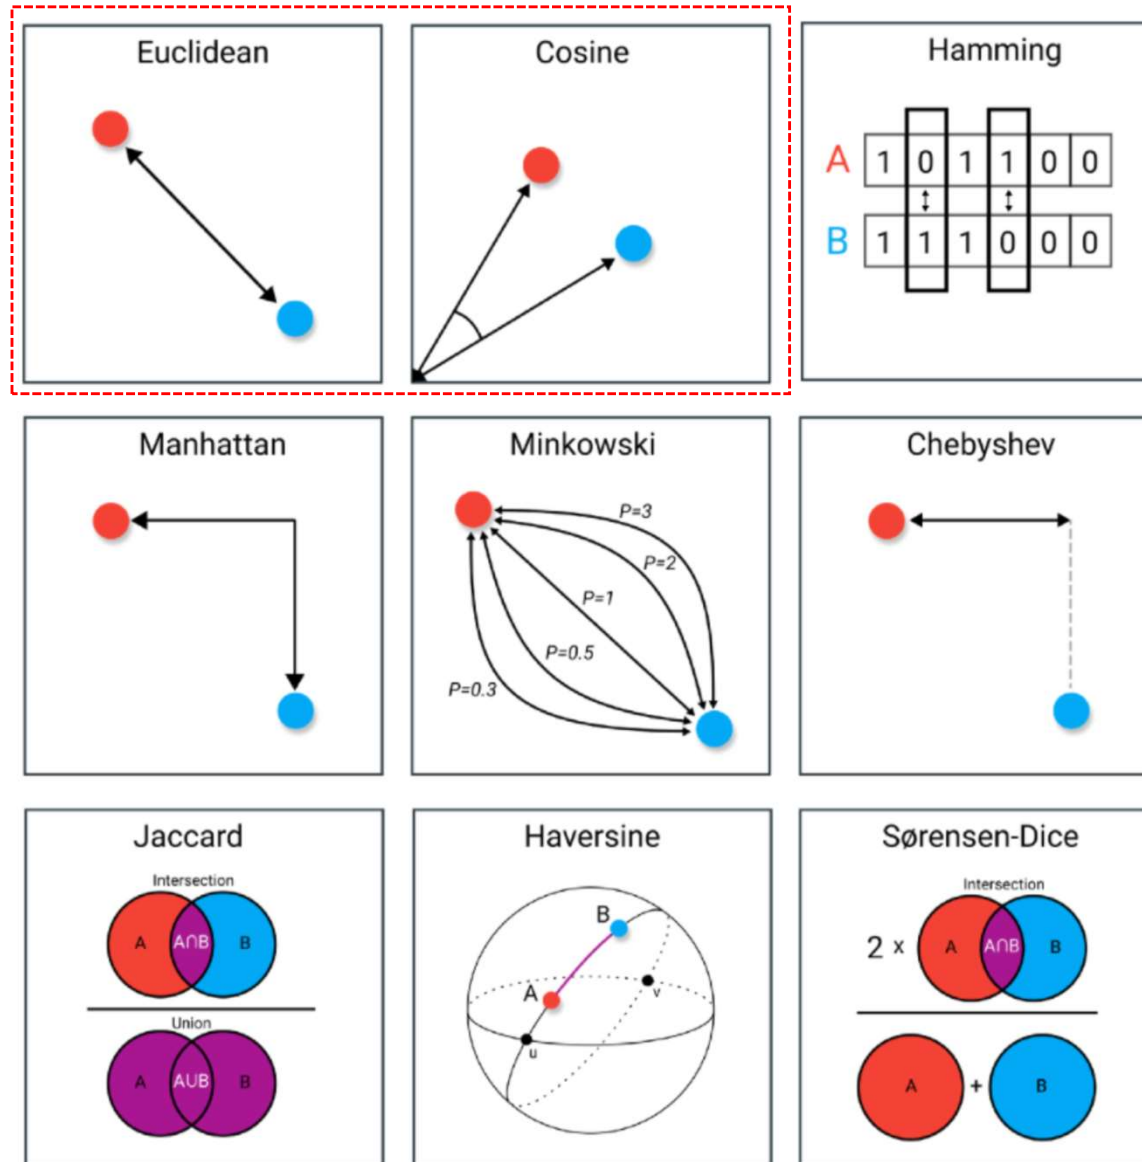 Euclidean
Cosine
Hamming
A 1 0 1 1 0 0
B 1 1 1 0 0 0
Manhattan
Minkowski
P=3
P=2
P=1
P=0.5
P=0.3
Chebyshev
Jaccard
Intersection
A A∩B B
Union
A A∪B B
Haversine
B
A
v
u
Sørensen-Dice
Intersection
2 x A A∩B B
A + B